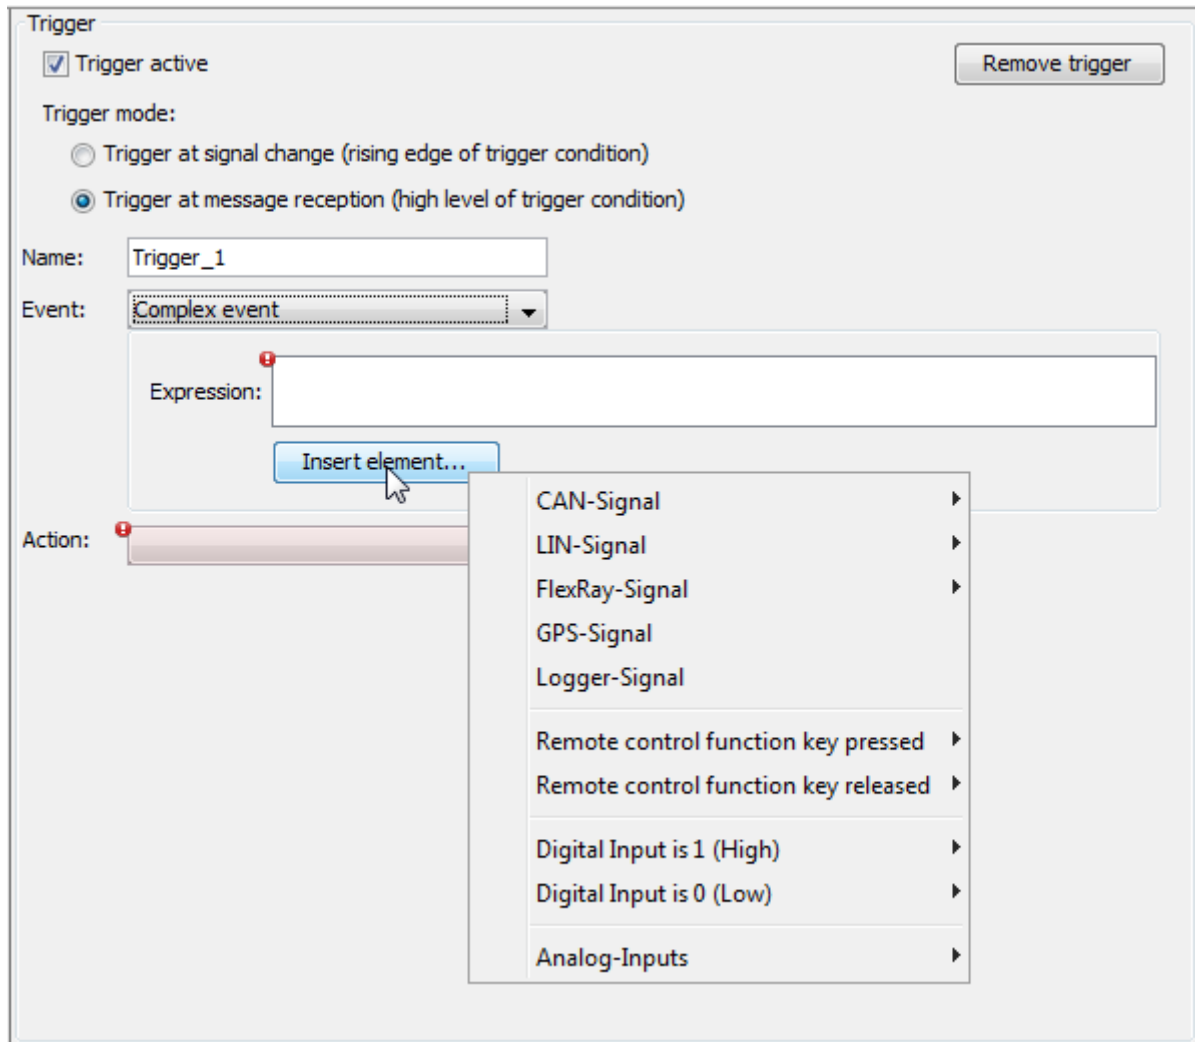 Trigger
Trigger active
Remove trigger
Trigger mode:
Trigger at signal change (rising edge of trigger condition)
Trigger at message reception (high level of trigger condition)
Name: Trigger_1
Event: Complex event
Expression:
Insert element...
Action:
CAN-Signal
LIN-Signal
FlexRay-Signal
GPS-Signal
Logger-Signal
Remote control function key pressed
Remote control function key released
Digital Input is 1 (High)
Digital Input is 0 (Low)
Analog-Inputs